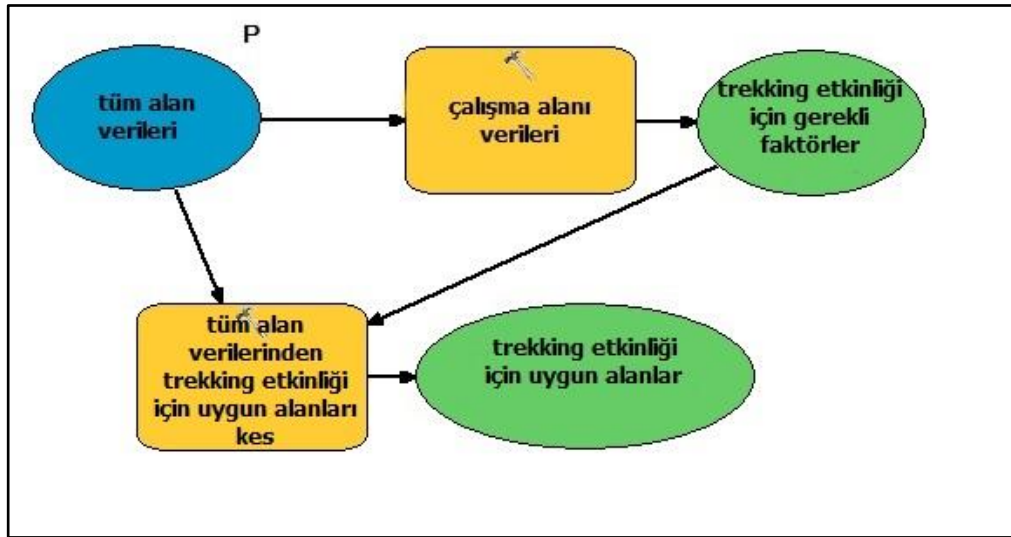 P
tüm alan
verileri
çalışma alanı
verileri
trekking etkinliği
için gerekli
faktörler
tüm alan
verilerinden
trekking etkinliği
için uygun alanları
kes
trekking etkinliği
için uygun alanlar